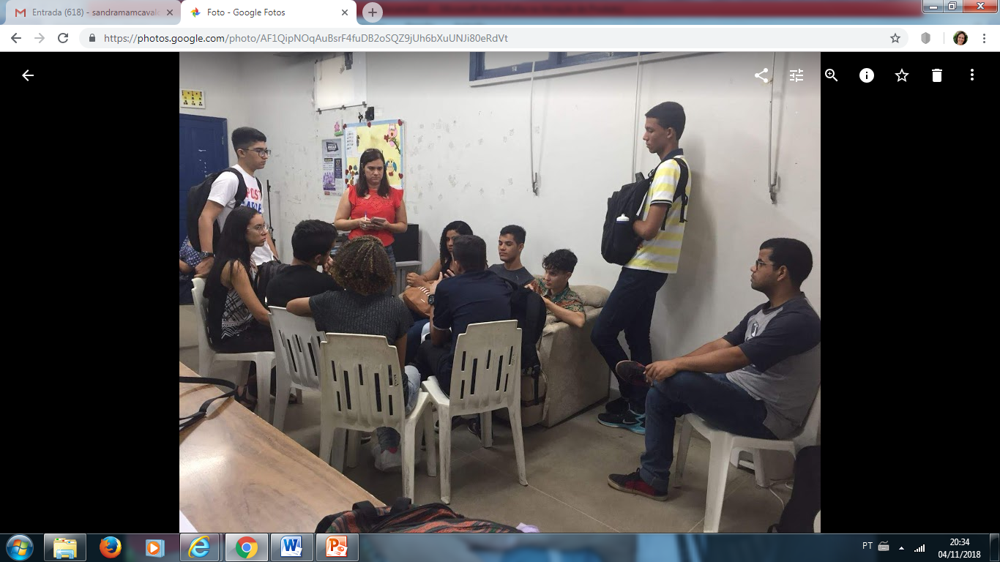 Entrada (618) - sandramamcavalc
Foto - Google Fotos
https://photos.google.com/photo/AF1QipNOqAuBsrF4fuDB2oSQZ9jUh6bXuUNJi80eRdVt
PT
20:34
04/11/2018